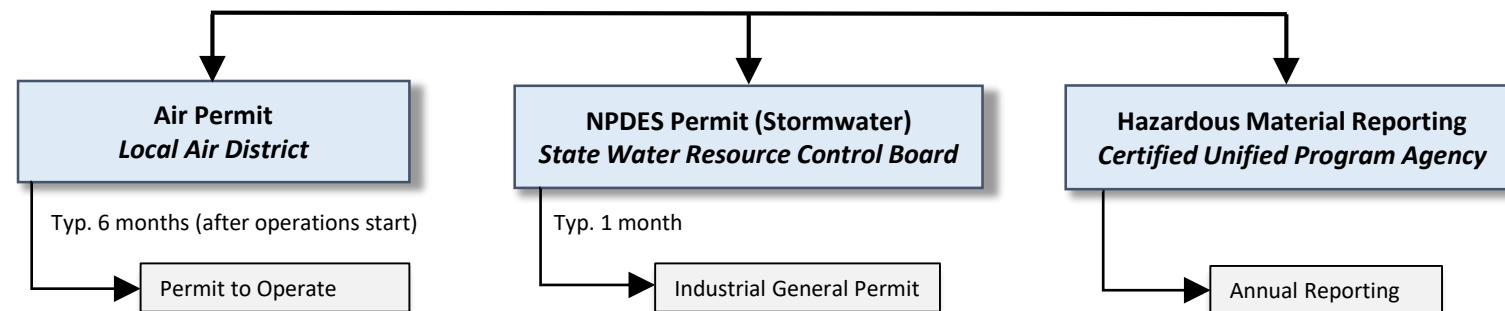 Air Permit
Local Air District
Typ. 6 months (after operations start)
Permit to Operate
NPDES Permit (Stormwater)
State Water Resource Control Board
Typ. 1 month
Industrial General Permit
Hazardous Material Reporting
Certified Unified Program Agency
Annual Reporting